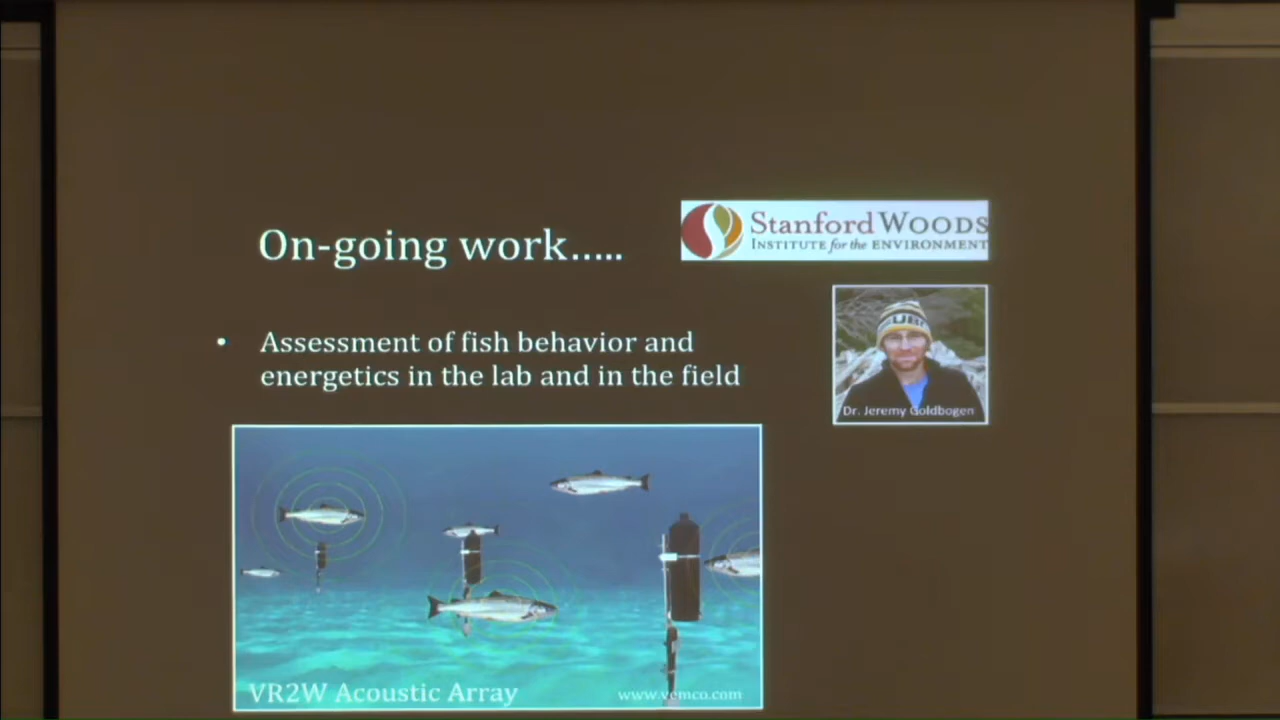 On-going work.....
Stanford WOODS
INSTITUTE for the ENVIRONMENT
• Assessment of fish behavior and
energetics in the lab and in the field
UBC
Dr. Jeremy Goldbogen
VR2W Acoustic Array
www.vemco.com